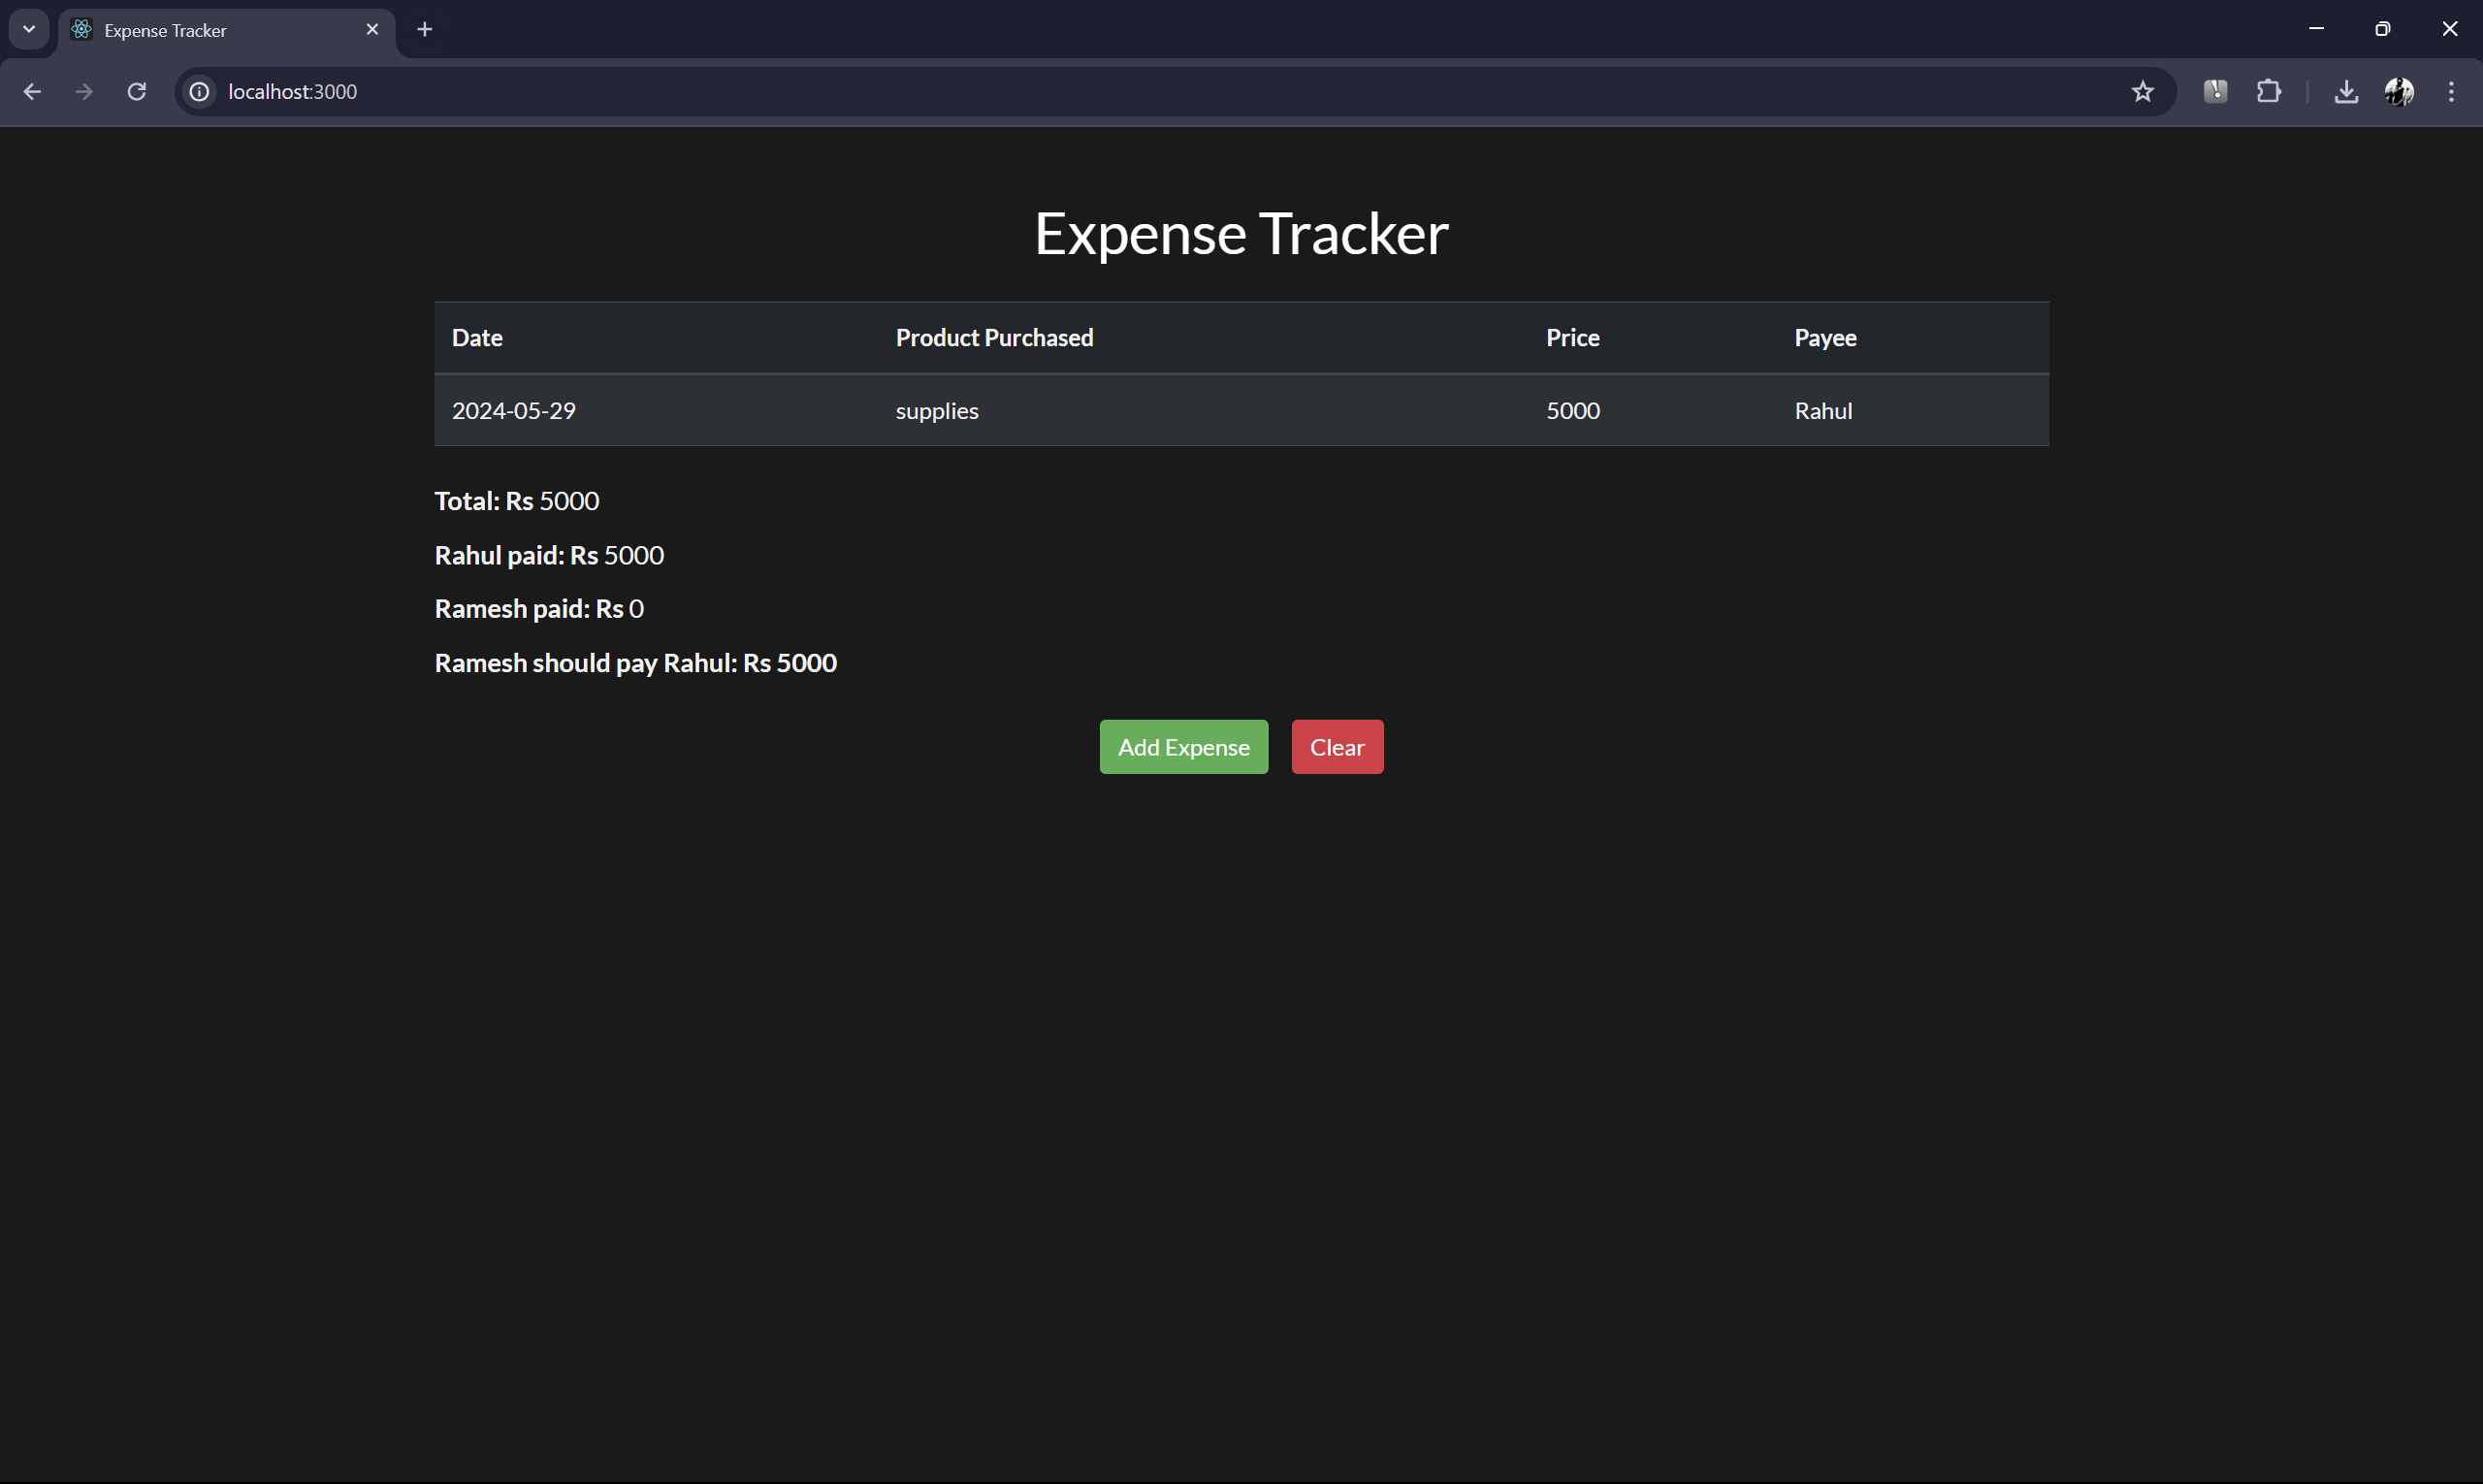 Expense Tracker
localhost:3000
Expense Tracker
Date Product Purchased Price Payee
2024-05-29 supplies 5000 Rahul
Total: Rs 5000
Rahul paid: Rs 5000
Ramesh paid: Rs 0
Ramesh should pay Rahul: Rs 5000
Add Expense Clear